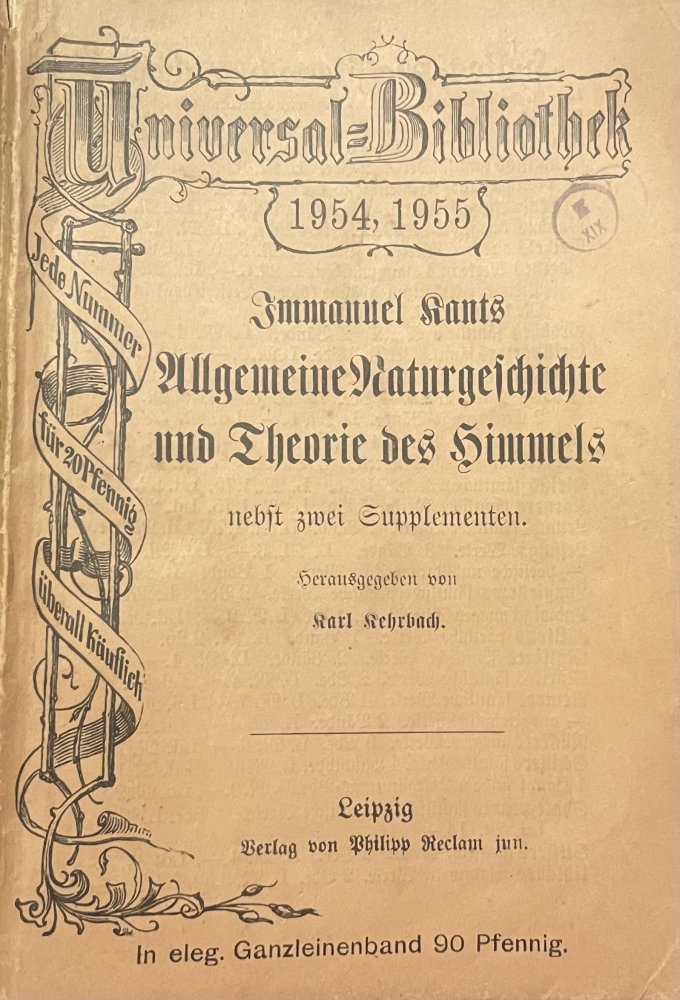 Universal=Bibliothek
1954, 1955
Jede Nummer
für 20 Pfennig
überall käuflich
Immanuel Kants
Allgemeine Naturgeschichte
und Theorie des Himmels
nebst zwei Supplementen.
Herausgegeben von
Karl Kehrbach.
Leipzig
Verlag von Philipp Reclam jun.
In eleg. Ganzleinenband 90 Pfennig.
XIX